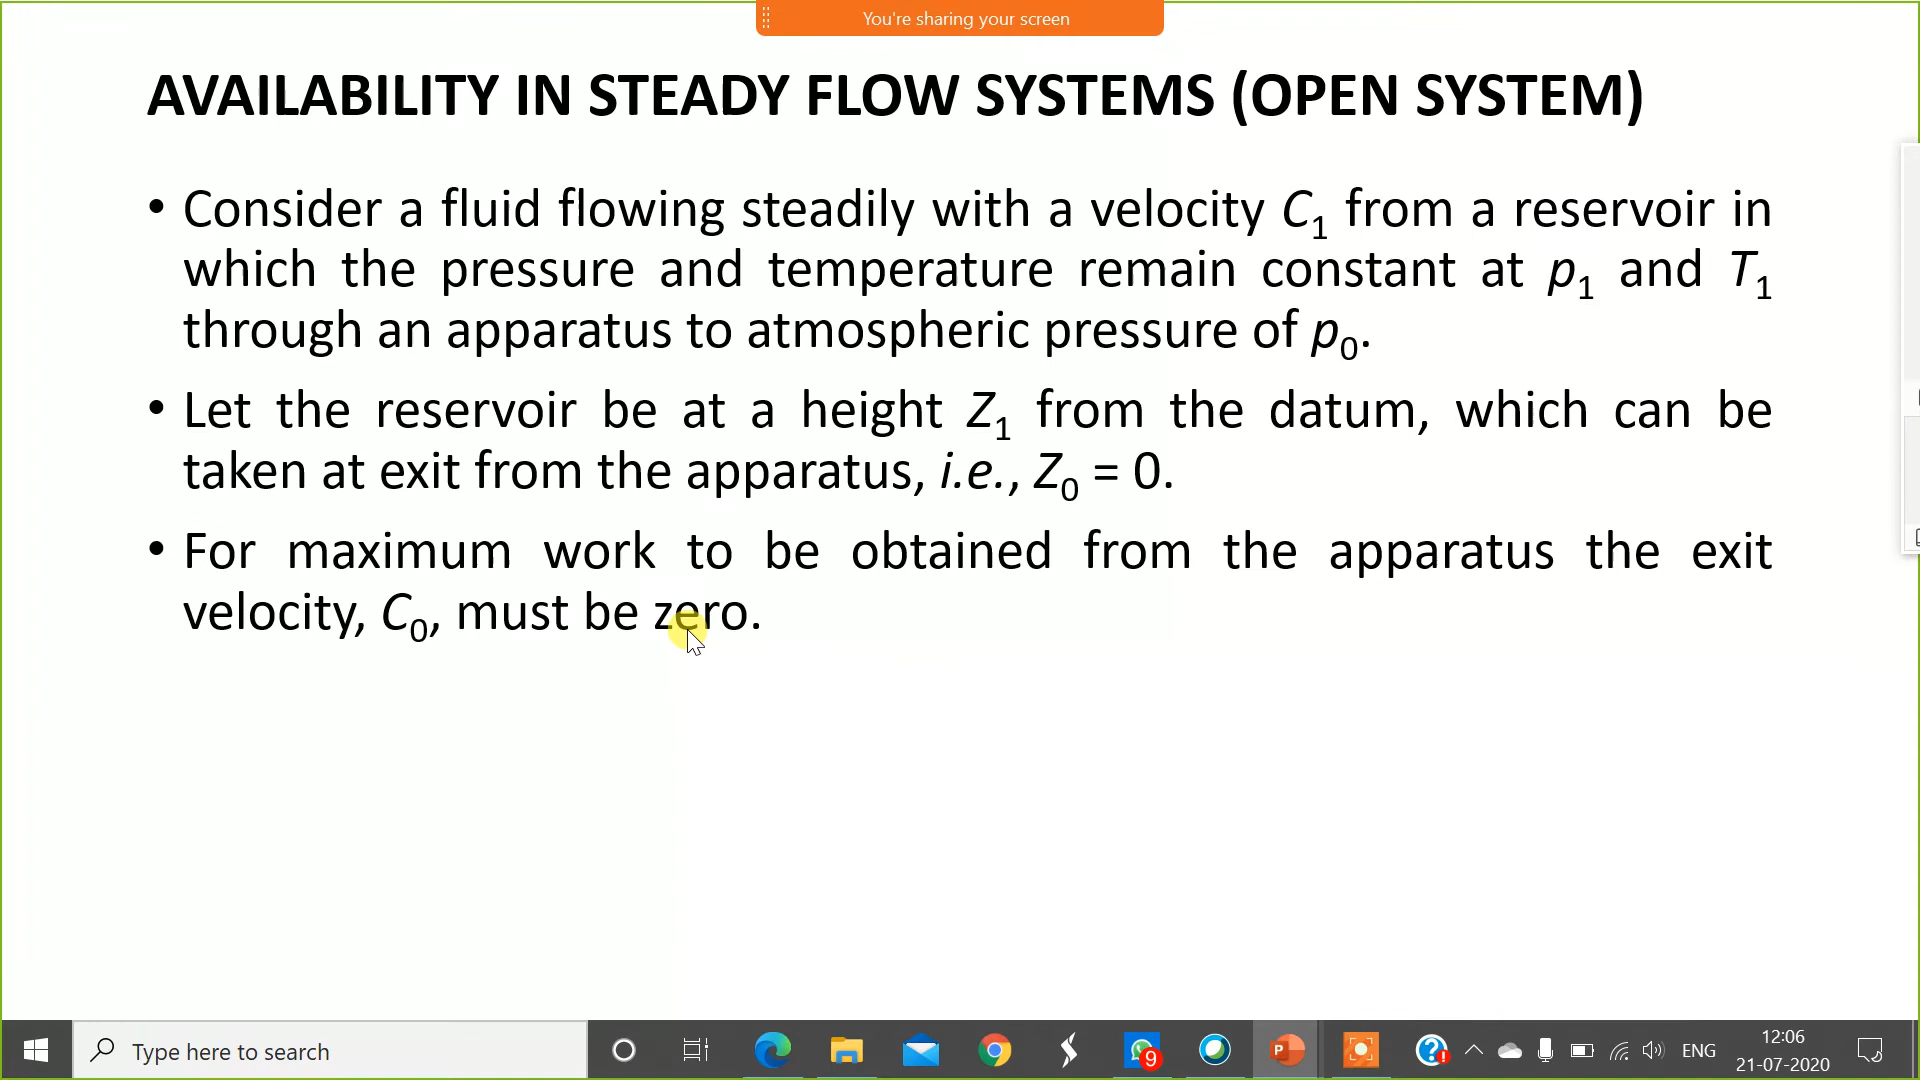 You're sharing your screen
AVAILABILITY IN STEADY FLOW SYSTEMS (OPEN SYSTEM)
• Consider a fluid flowing steadily with a velocity C₁ from a reservoir in
which the pressure and temperature remain constant at p₁ and T₁
through an apparatus to atmospheric pressure of p₀.
• Let the reservoir be at a height Z₁ from the datum, which can be
taken at exit from the apparatus, i.e., Z₀ = 0.
• For maximum work to be obtained from the apparatus the exit
velocity, C₀, must be zero.
Type here to search
9
P
ENG
12:06
21-07-2020